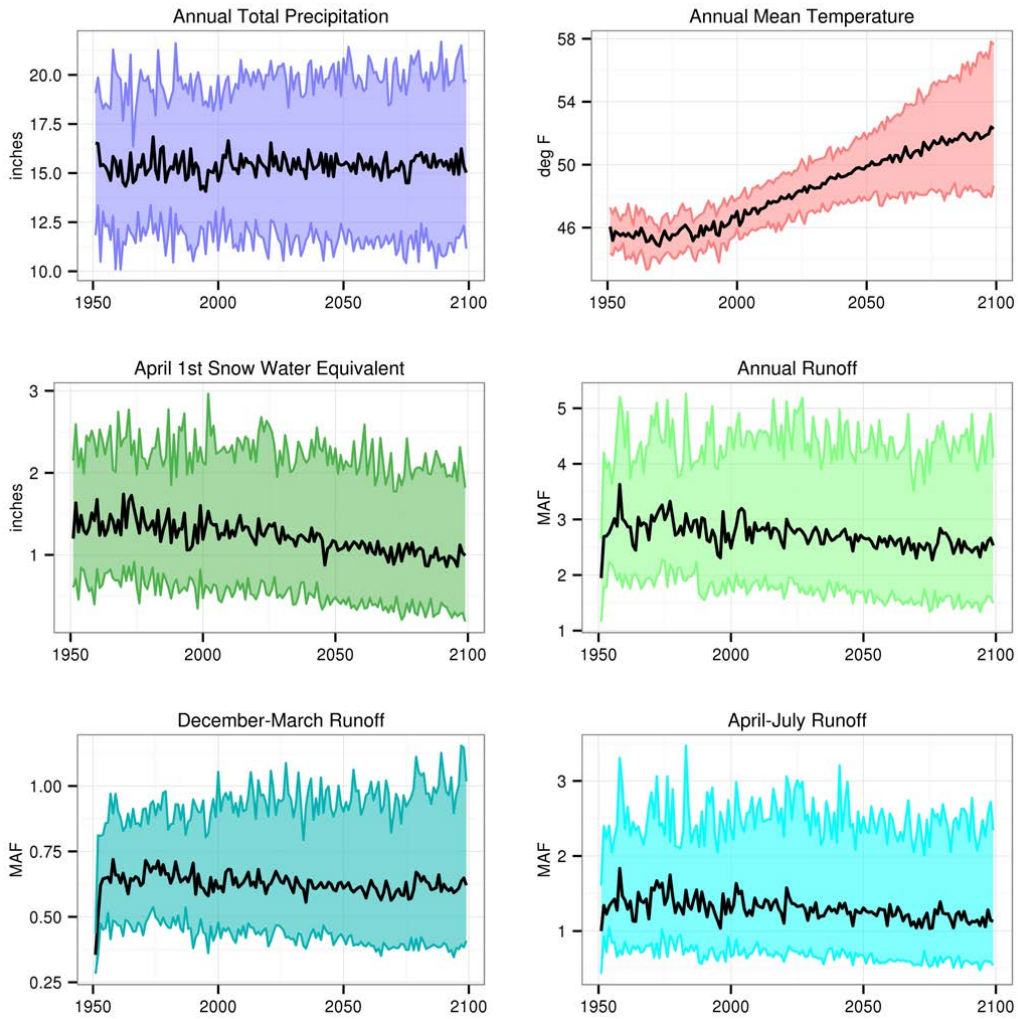 Annual Total Precipitation
inches
20.0
17.5
15.0
12.5
10.0
1950 2000 2050 2100
Annual Mean Temperature
deg F
58
54
50
46
1950 2000 2050 2100
April 1st Snow Water Equivalent
inches
3
2
1
1950 2000 2050 2100
Annual Runoff
MAF
5
4
3
2
1
1950 2000 2050 2100
December-March Runoff
MAF
1.00
0.75
0.50
0.25
1950 2000 2050 2100
April-July Runoff
MAF
3
2
1
1950 2000 2050 2100